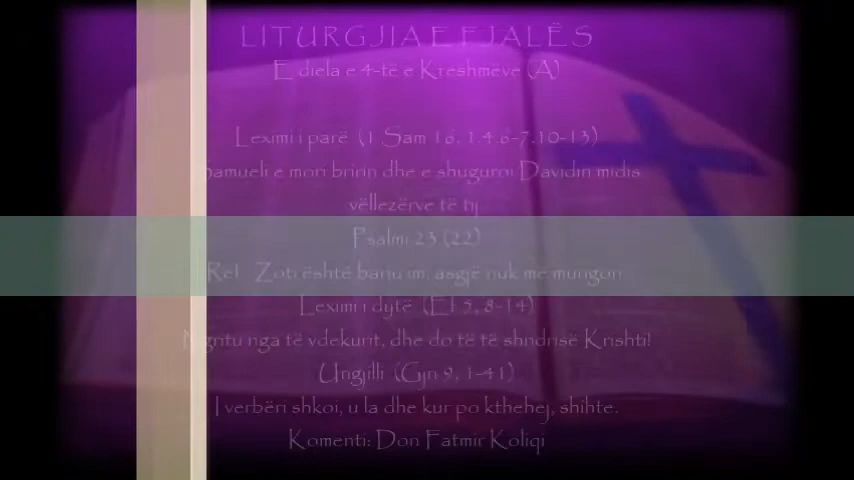 LITURGJIA E FJALËS
E diela e 4-të e Kreshmëve (A)
Leximi i parë (1 Sam 16, 1.4.6-7.10-13)
Samueli e mori bririn dhe e shuguroi Davidin midis
vëllezërve të tij
Psalmi 23 (22)
Ref. Zoti është bariu im, asgjë nuk më mungon
Leximi i dytë (Ef 5, 8-14)
Ngritu nga të vdekurit, dhe do të të shndrisë Krishti!
Ungjilli (Gjn 9, 1-41)
I verbëri shkoi, u la dhe kur po kthehej, shihte.
Komenti: Don Fatmir Koliqi